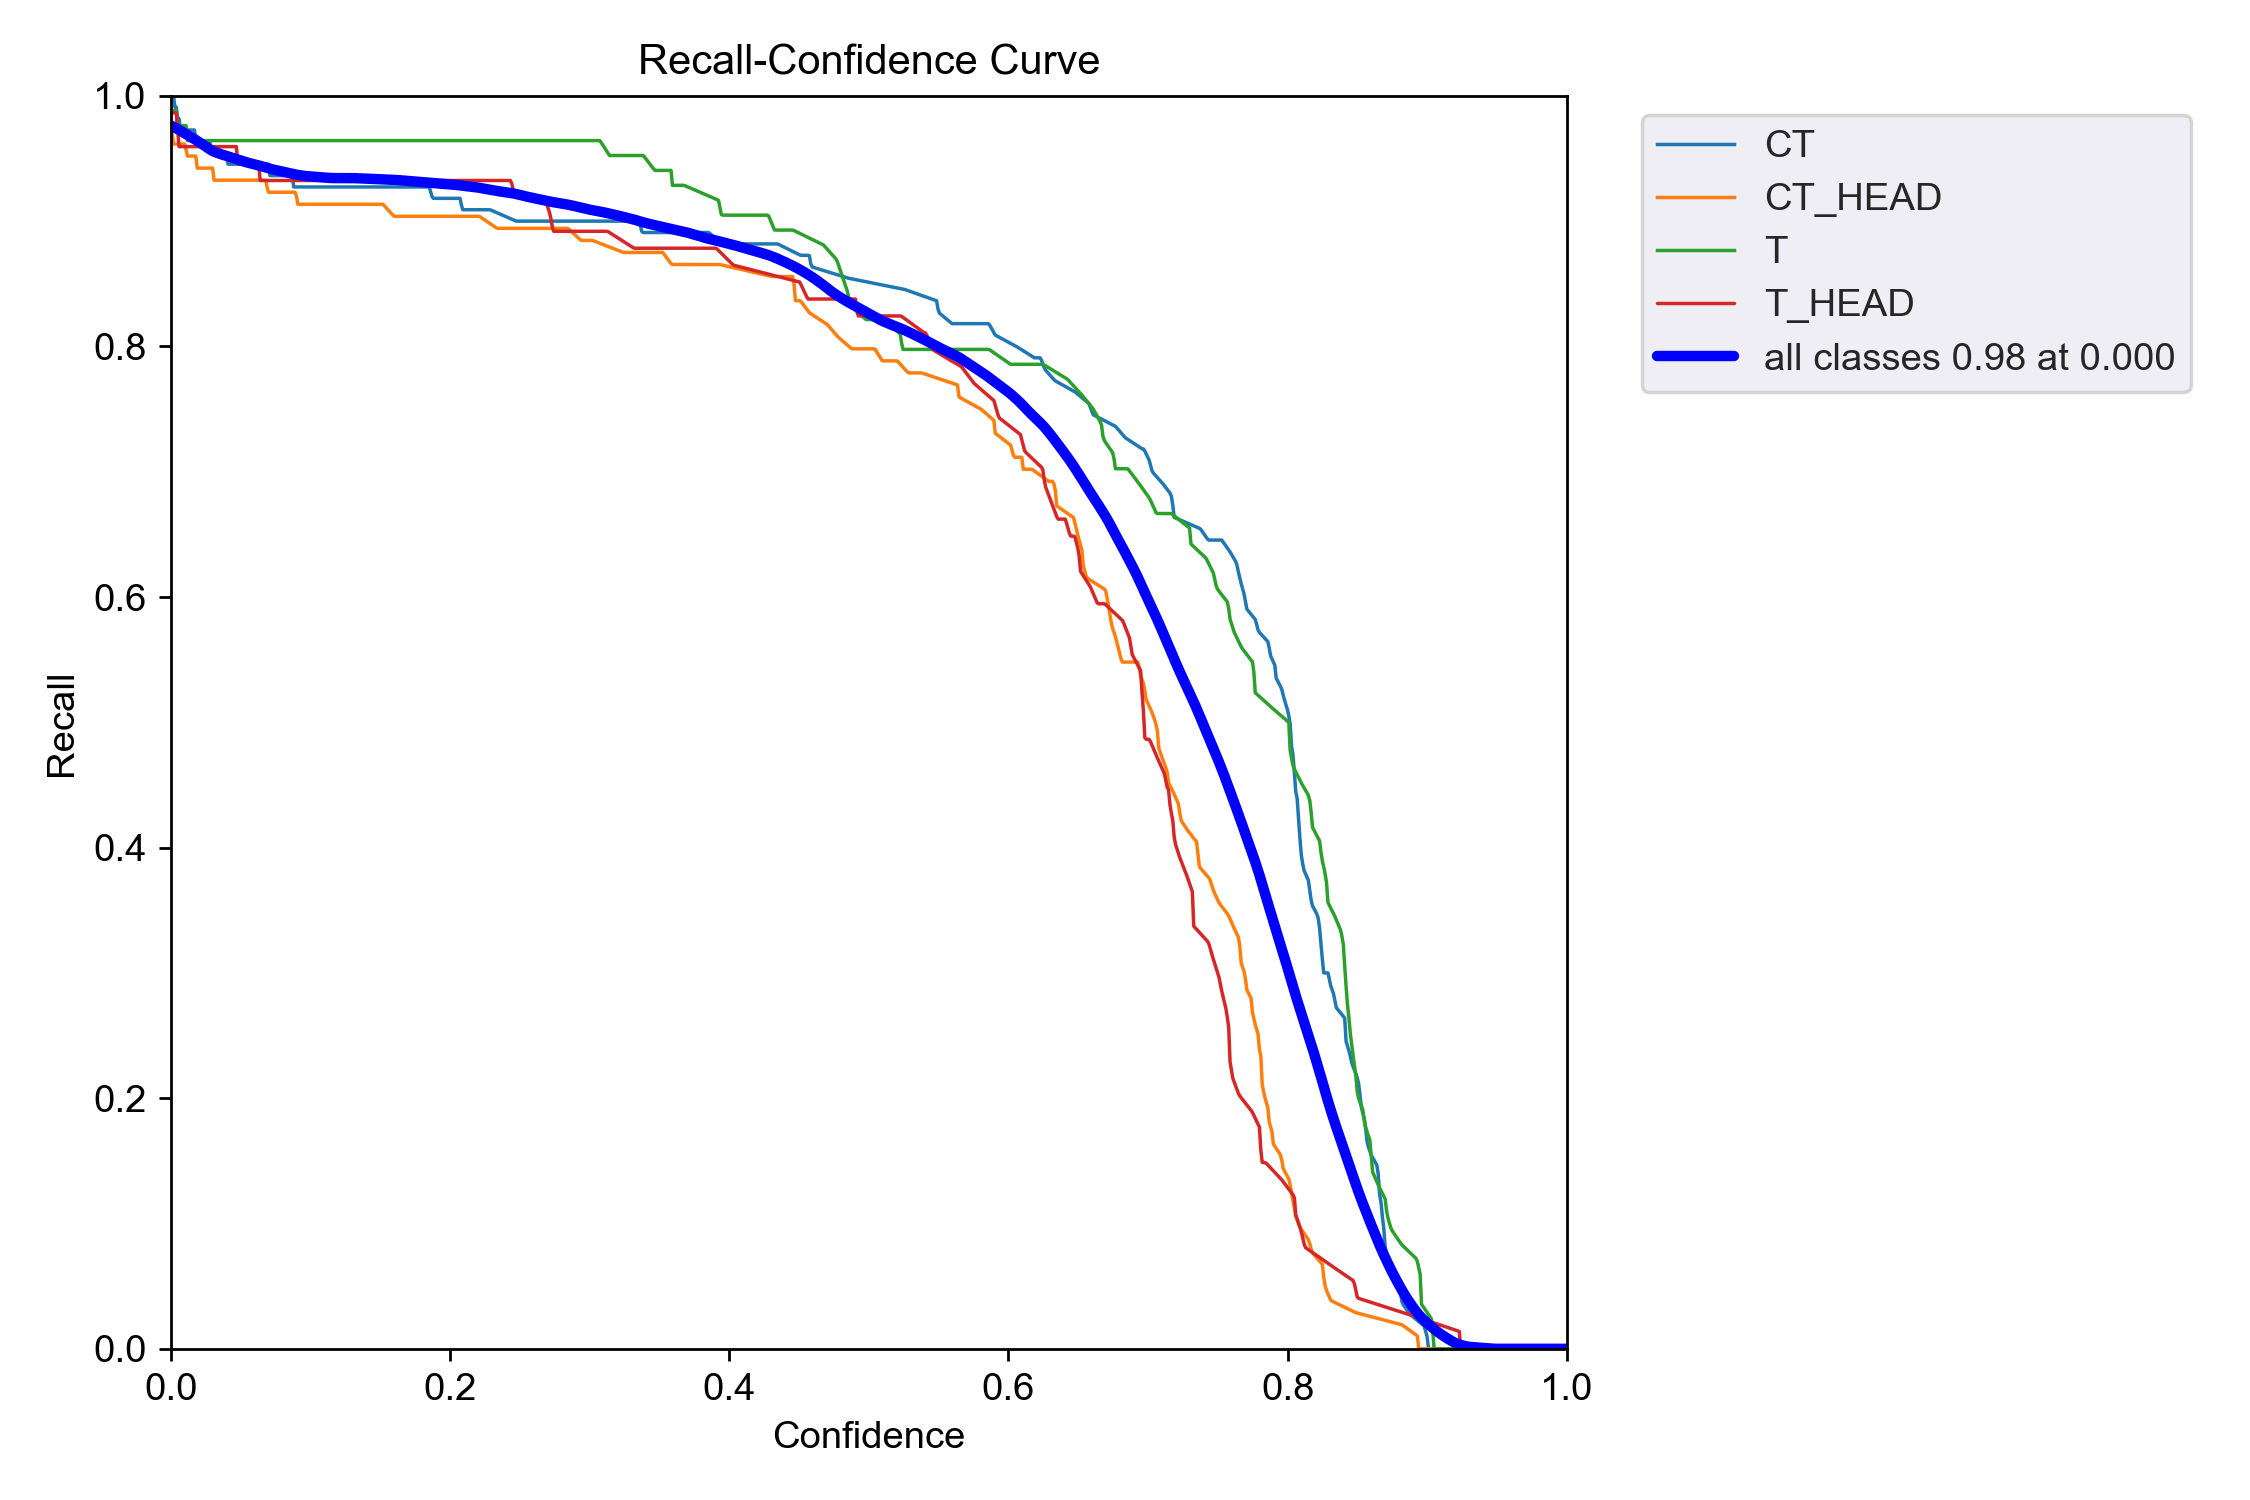 Recall-Confidence Curve
1.0
0.8
0.6
0.4
0.2
0.0
Recall
0.0 0.2 0.4 0.6 0.8 1.0
Confidence
CT
CT_HEAD
T
T_HEAD
all classes 0.98 at 0.000